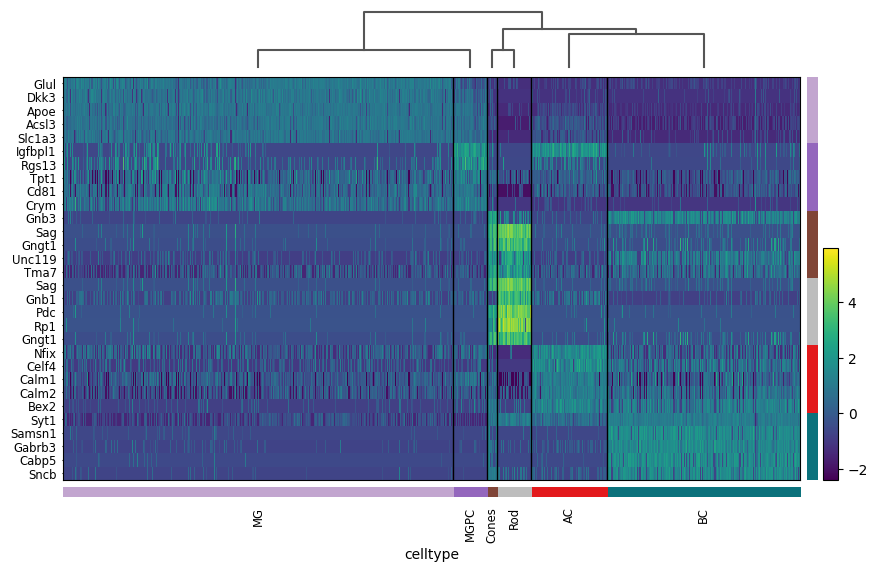 Glul
Dkk3
Apoe
Acsl3
Slc1a3
Igfbpl1
Rgs13
Tpt1
Cd81
Crym
Gnb3
Sag
Gngt1
Unc119
Tma7
Sag
Gnb1
Pdc
Rp1
Gngt1
Nfix
Celf4
Calm1
Calm2
Bex2
Syt1
Samsn1
Gabrb3
Cabp5
Sncb
4
2
0
−2
MG
MGPC
Cones
Rod
AC
BC
celltype